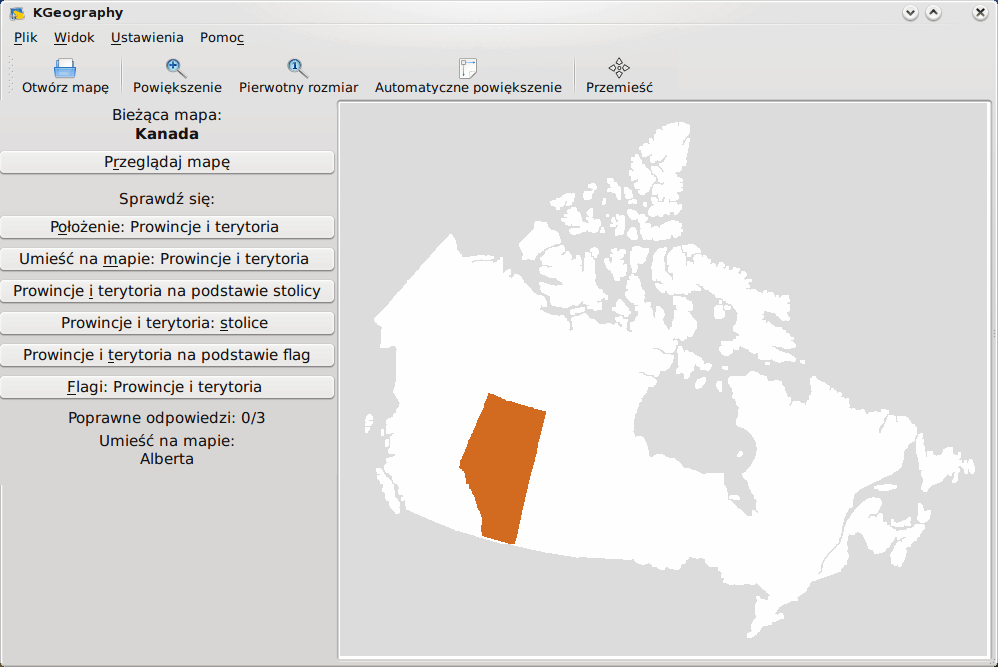 KGeography
Plik Widok Ustawienia Pomoc
Otwórz mapę Powiększenie Pierwotny rozmiar Automatyczne powiększenie Przemieść
Bieżąca mapa:
Kanada
Przeglądaj mapę
Sprawdź się:
Położenie: Prowincje i terytoria
Umieść na mapie: Prowincje i terytoria
Prowincje i terytoria na podstawie stolicy
Prowincje i terytoria: stolice
Prowincje i terytoria na podstawie flag
Flagi: Prowincje i terytoria
Poprawne odpowiedzi: 0/3
Umieść na mapie:
Alberta